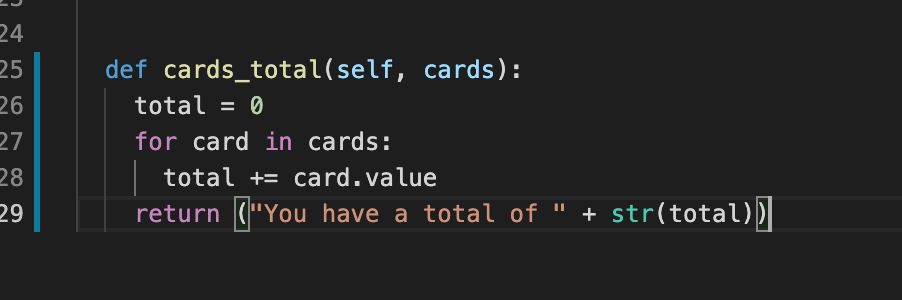 23
24
25 def cards_total(self, cards):
26 total = 0
27 for card in cards:
28 total += card.value
29 return ("You have a total of " + str(total))